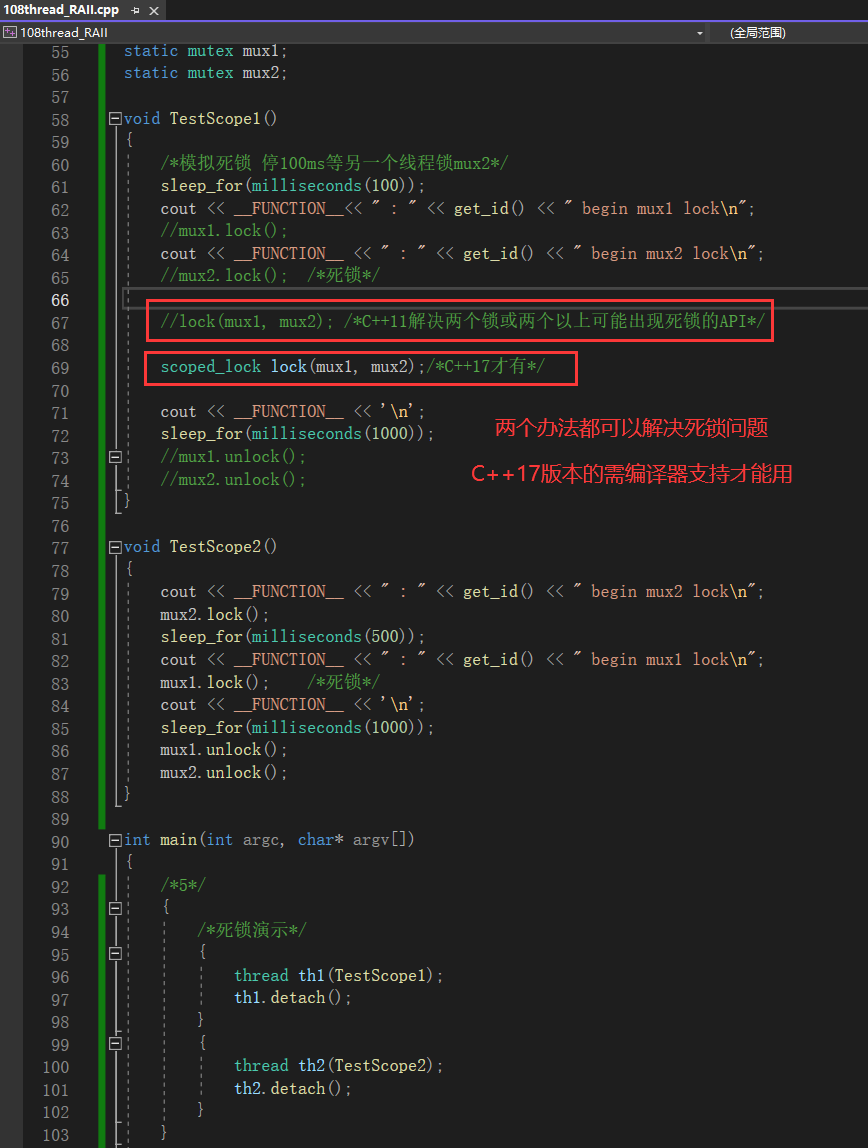 108thread_RAII.cpp
108thread_RAII (全局范围)
55 static mutex mux1;
56 static mutex mux2;
57
58 void TestScope1()
59 {
60 /*模拟死锁 停100ms等另一个线程锁mux2*/
61 sleep_for(milliseconds(100));
62 cout << __FUNCTION__<< " : " << get_id() << " begin mux1 lock\n";
63 //mux1.lock();
64 cout << __FUNCTION__ << " : " << get_id() << " begin mux2 lock\n";
65 //mux2.lock(); /*死锁*/
66
67 //lock(mux1, mux2); /*C++11解决两个锁或两个以上可能出现死锁的API*/
68
69 scoped_lock lock(mux1, mux2);/*C++17才有*/
70
71 cout << __FUNCTION__ << '\n';
两个办法都可以解决死锁问题
72 sleep_for(milliseconds(1000));
73 //mux1.unlock();
C++17版本的需编译器支持才能用
74 //mux2.unlock();
75 }
76
77 void TestScope2()
78 {
79 cout << __FUNCTION__ << " : " << get_id() << " begin mux2 lock\n";
80 mux2.lock();
81 sleep_for(milliseconds(500));
82 cout << __FUNCTION__ << " : " << get_id() << " begin mux1 lock\n";
83 mux1.lock(); /*死锁*/
84 cout << __FUNCTION__ << '\n';
85 sleep_for(milliseconds(1000));
86 mux1.unlock();
87 mux2.unlock();
88 }
89
90 int main(int argc, char* argv[])
91 {
92 /*5*/
93 {
94 /*死锁演示*/
95 {
96 thread th1(TestScope1);
97 th1.detach();
98 }
99 {
100 thread th2(TestScope2);
101 th2.detach();
102 }
103 }